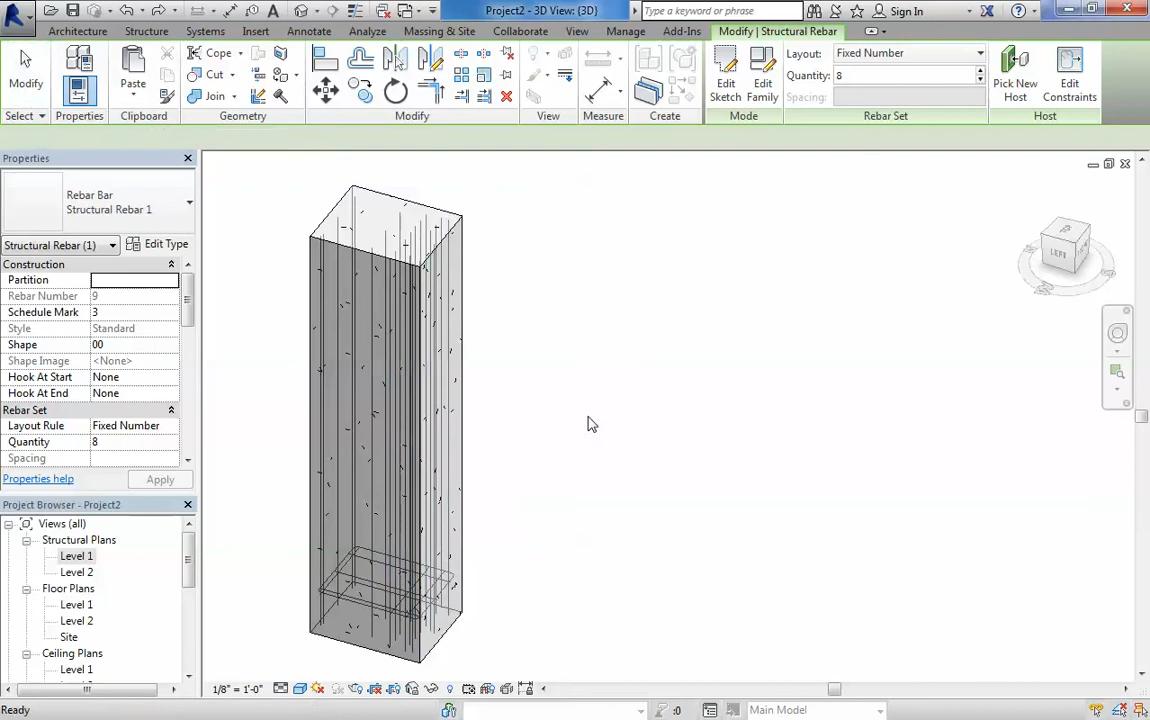 Project2 - 3D View: {3D}
Type a keyword or phrase
Sign In
Architecture
Structure
Systems
Insert
Annotate
Analyze
Massing & Site
Collaborate
View
Manage
Add-Ins
Modify | Structural Rebar
Modify
Paste
Cope
Cut
Join
Edit
Sketch
Edit
Family
Layout: Fixed Number
Quantity: 8
Spacing:
Pick New
Host
Edit
Constraints
Select
Properties
Clipboard
Geometry
Modify
View
Measure
Create
Mode
Rebar Set
Host
Properties
Rebar Bar
Structural Rebar 1
Structural Rebar (1)
Edit Type
Construction
Partition
Rebar Number 9
Schedule Mark 3
Style Standard
Shape 00
Shape Image <None>
Hook At Start None
Hook At End None
Rebar Set
Layout Rule Fixed Number
Quantity 8
Spacing
Properties help
Apply
Project Browser - Project2
Views (all)
Structural Plans
Level 1
Level 2
Floor Plans
Level 1
Level 2
Site
Ceiling Plans
Level 1
LEFT
1/8" = 1'-0"
Ready
:0
Main Model